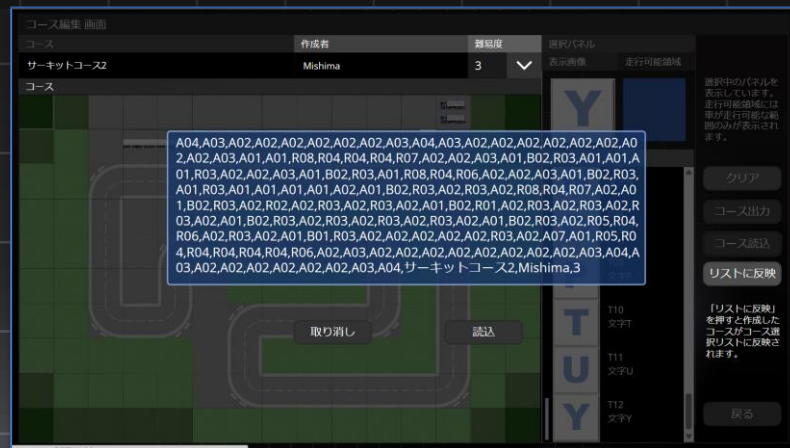 コース編集 画面
コース
作成者
難易度
選択パネル
サーキットコース2
Mishima
3
表示画像
走行可能領域
コース
選択中のパネルを
表示しています。
走行可能領域には
車が走行可能な範
囲のみが表示され
ます。
A04,A03,A02,A02,A02,A02,A02,A02,A03,A04,A03,A02,A02,A02,A02,A02,A02,A0
2,A02,A03,A01,A01,R08,R04,R04,R04,R07,A02,A02,A03,A01,B02,R03,A01,A01,A
01,R03,A02,A02,A03,A01,B02,R03,A01,R08,R04,R06,A02,A02,A03,A01,B02,R03,
A01,R03,A01,A01,A01,A01,A02,A01,B02,R03,A02,R03,A02,R08,R04,R07,A02,A0
1,B02,R03,A02,R02,A02,R03,A02,R03,A02,A01,B02,R01,A02,R03,A02,R03,A02,R
03,A02,A01,B02,R03,A02,R03,A02,R03,A02,R03,A02,A01,B02,R03,A02,R05,R04,
R06,A02,R03,A02,A01,B01,R03,A02,A02,A02,A02,A02,R03,A02,A07,A01,R05,R0
4,R04,R04,R04,R04,R06,A02,A03,A02,A02,A02,A02,A02,A02,A02,A02,A03,A04,A
03,A02,A02,A02,A02,A02,A02,A03,A04,サーキットコース2,Mishima,3
クリア
コース出力
コース読込
リストに反映
取り消し
読込
「リストに反映」
を押すと作成した
コースがコース選
択リストに反映さ
れます。
Y
T
T10
文字T
U
T11
文字U
Y
T12
文字Y
戻る